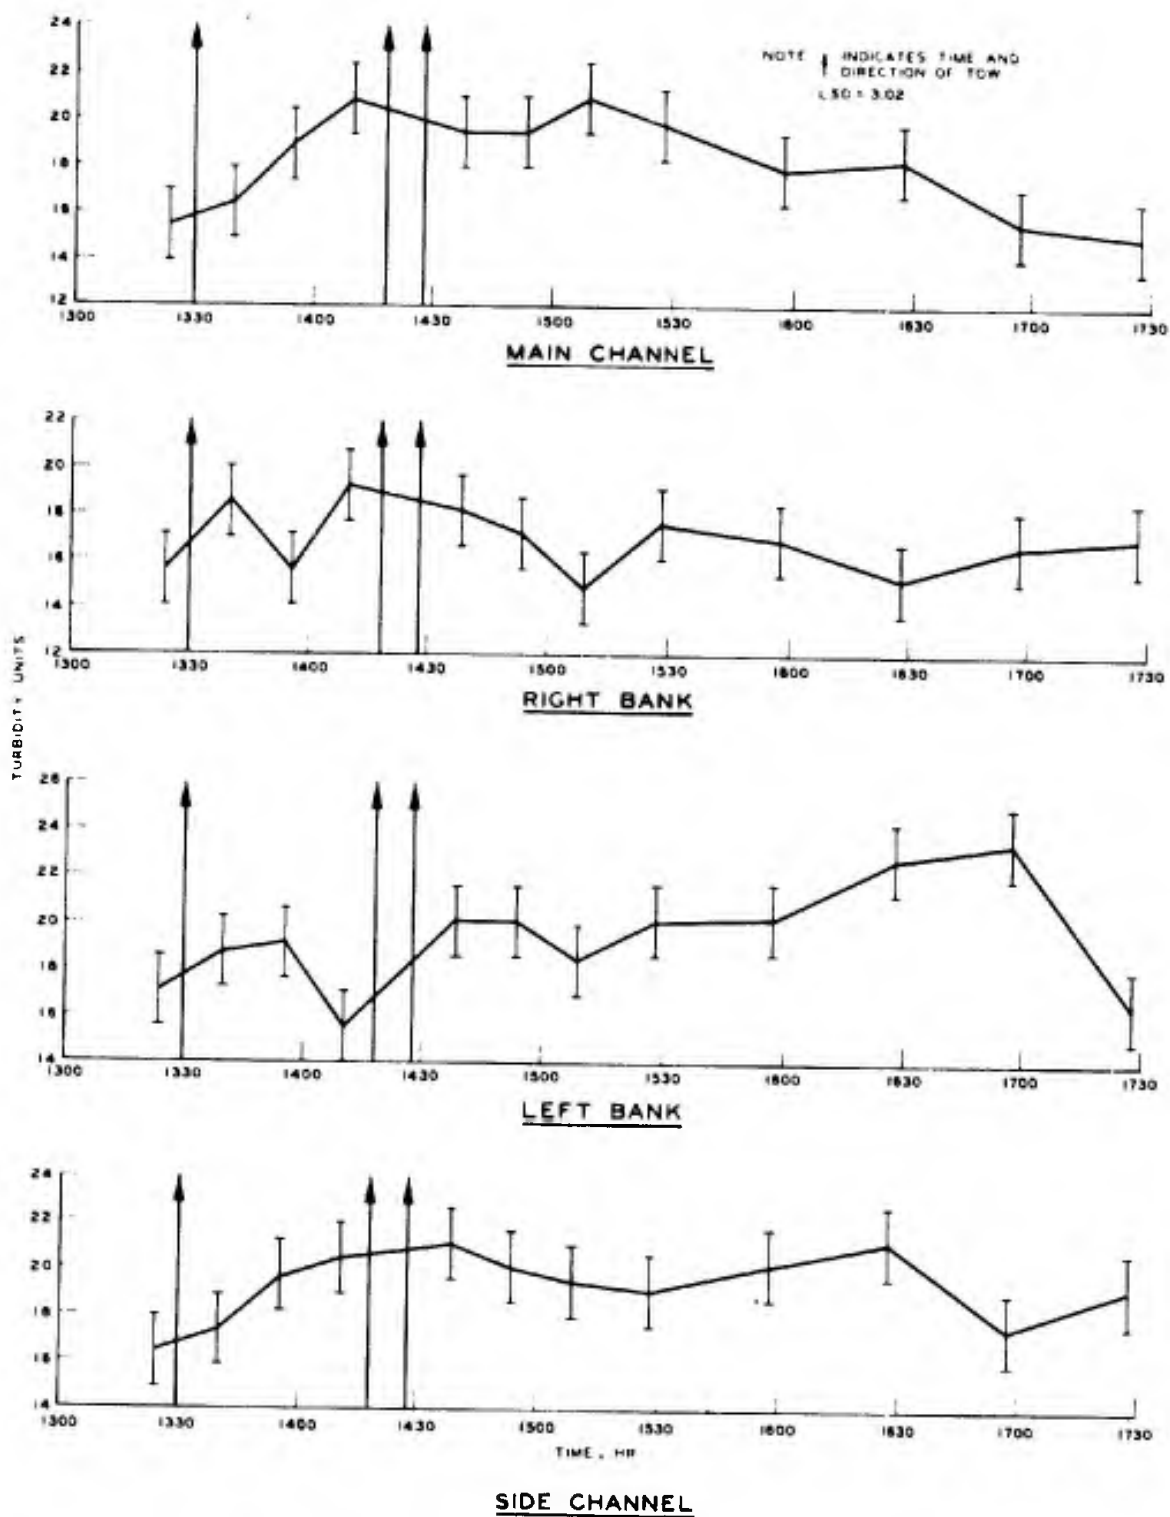 24
22
20
18
16
14
12
NOTE INDICATES TIME AND
DIRECTION OF TOW
LSD = 3.02
1300 1330 1400 1430 1500 1530 1600 1630 1700 1730
MAIN CHANNEL
22
20
18
16
14
12
1300 1330 1400 1430 1500 1530 1600 1630 1700 1730
RIGHT BANK
TURBIDITY UNITS
26
24
22
20
18
16
14
1300 1330 1400 1430 1500 1530 1600 1630 1700 1730
LEFT BANK
24
22
20
18
16
14
1300 1330 1400 1430 1500 1530 1600 1630 1700 1730
TIME, HR
SIDE CHANNEL